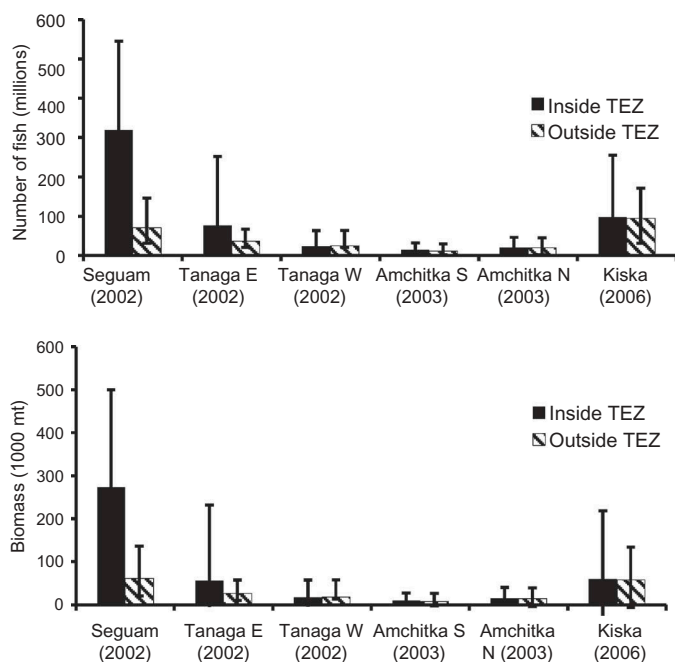 Number of fish (millions)
600
500
400
300
200
100
0
Inside TEZ
Outside TEZ
Seguam Tanaga E Tanaga W Amchitka S Amchitka N Kiska
(2002) (2002) (2002) (2003) (2003) (2006)
Biomass (1000 mt)
600
500
400
300
200
100
0
Inside TEZ
Outside TEZ
Seguam Tanaga E Tanaga W Amchitka S Amchitka Kiska
(2002) (2002) (2002) (2003) N (2003) (2006)